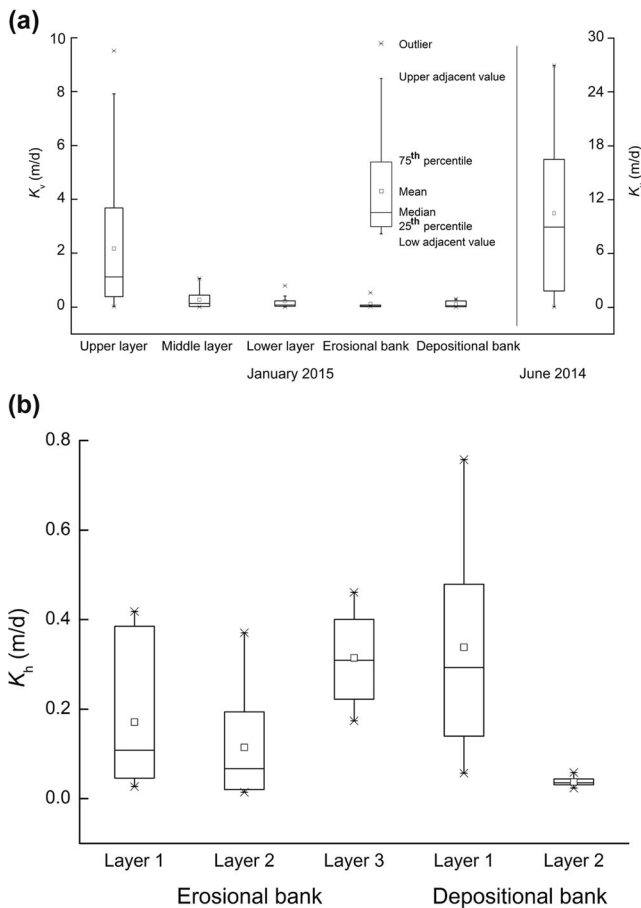 (a)
10
8
6
4
2
0
Kv (m/d)
Outlier
Upper adjacent value
75th percentile
Mean
Median
25th percentile
Low adjacent value
30
24
18
12
6
0
(m/d)
Upper layer Middle layer Lower layer Erosional bank Depositional bank
January 2015 June 2014
(b)
0.8
0.6
0.4
0.2
0.0
Kh (m/d)
Layer 1 Layer 2 Layer 3 Layer 1 Layer 2
Erosional bank Depositional bank